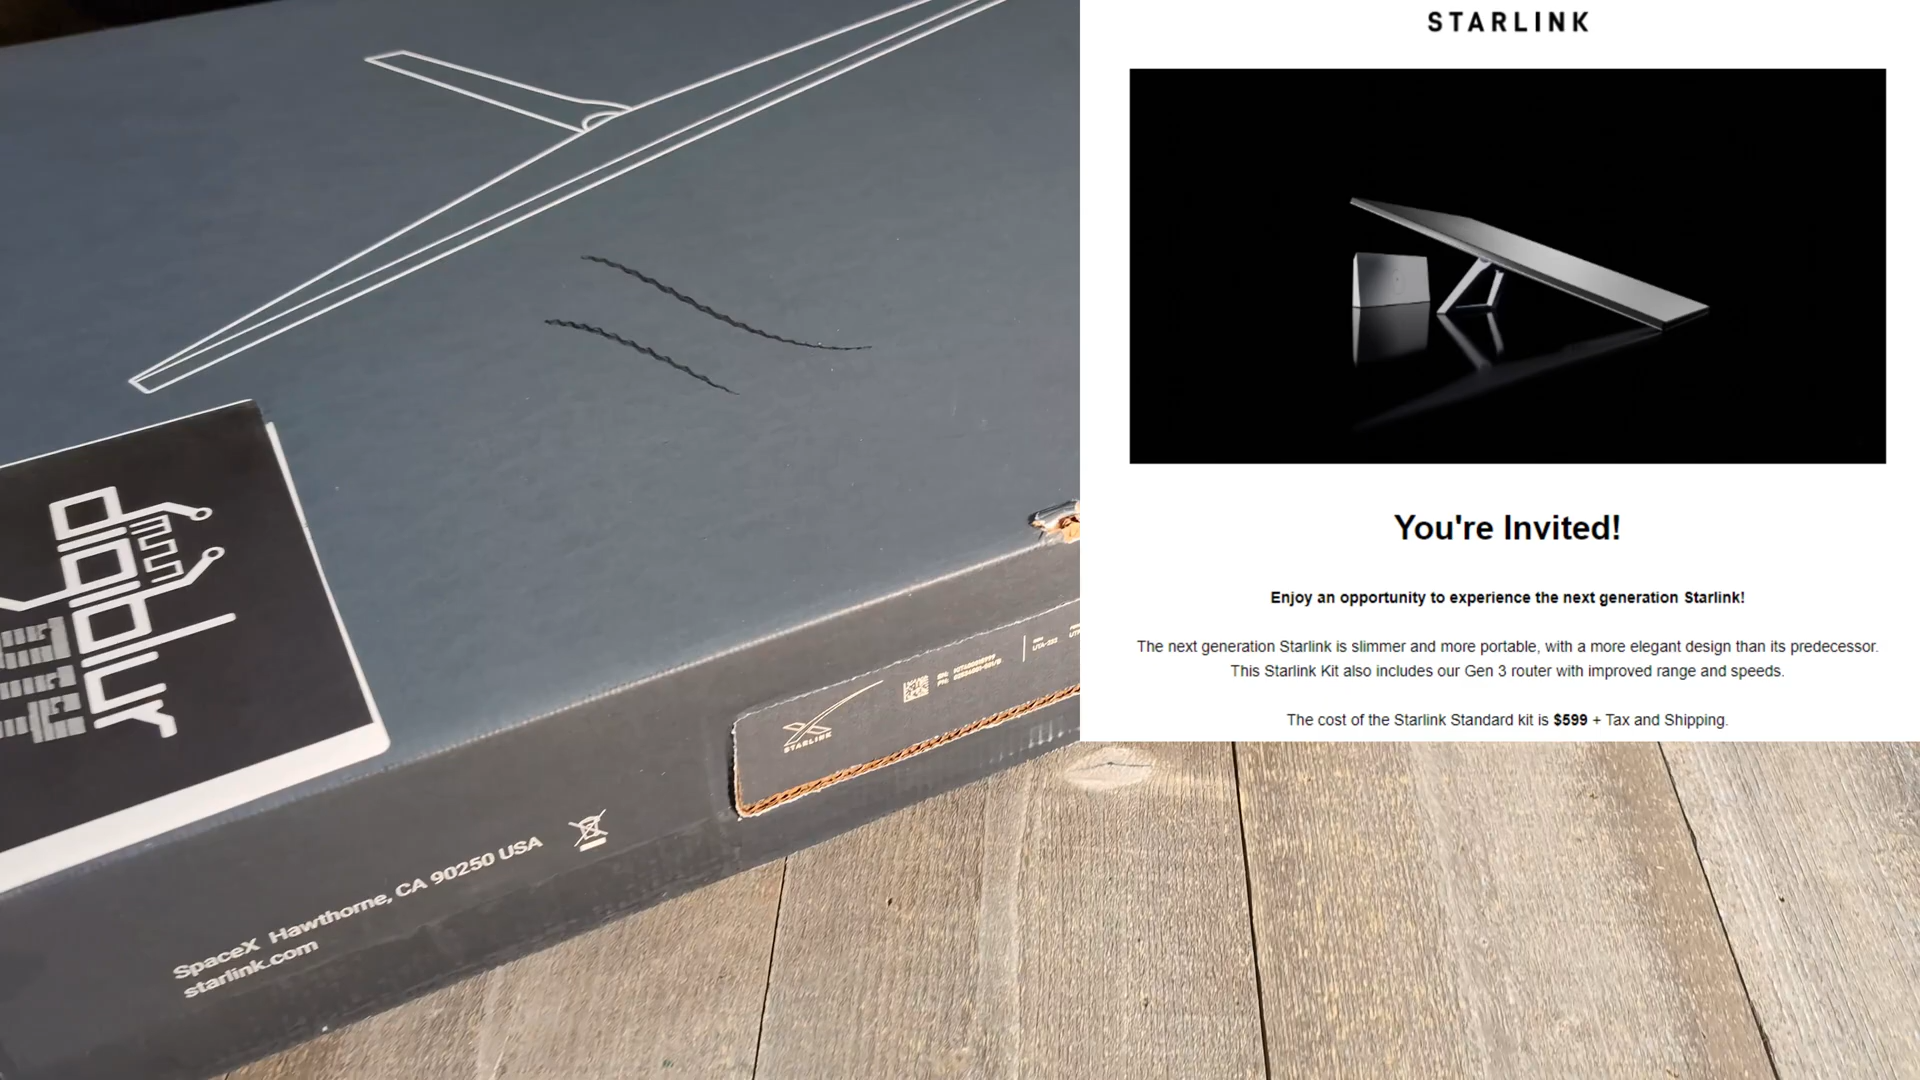 STARLINK
You're Invited!
Enjoy an opportunity to experience the next generation Starlink!
The next generation Starlink is slimmer and more portable, with a more elegant design than its predecessor.
This Starlink Kit also includes our Gen 3 router with improved range and speeds.
The cost of the Starlink Standard kit is $599 + Tax and Shipping.
STARLINK
SpaceX Hawthorne, CA 90250 USA
starlink.com